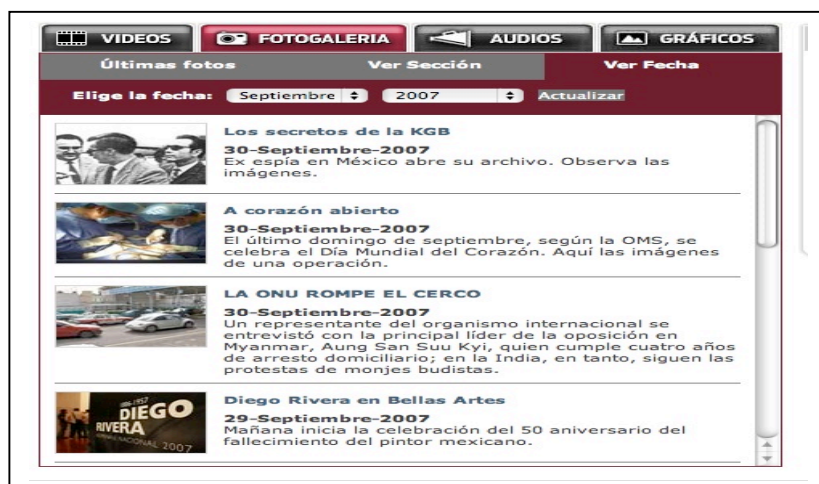 VIDEOS FOTOGALERIA AUDIOS GRÁFICOS
Últimas fotos Ver Sección Ver Fecha
Elige la fecha: Septiembre 2007 Actualizar
Los secretos de la KGB
30-Septiembre-2007
Ex espía en México abre su archivo. Observa las
imágenes.
A corazón abierto
30-Septiembre-2007
El último domingo de septiembre, según la OMS, se
celebra el Día Mundial del Corazón. Aquí las imágenes
de una operación.
LA ONU ROMPE EL CERCO
30-Septiembre-2007
Un representante del organismo internacional se
entrevistó con la principal líder de la oposición en
Myanmar, Aung San Suu Kyi, quien cumple cuatro años
de arresto domiciliario; en la India, en tanto, siguen las
protestas de monjes budistas.
1886-1957
DIEGO
RIVERA
NACIONAL 2007
Diego Rivera en Bellas Artes
29-Septiembre-2007
Mañana inicia la celebración del 50 aniversario del
fallecimiento del pintor mexicano.